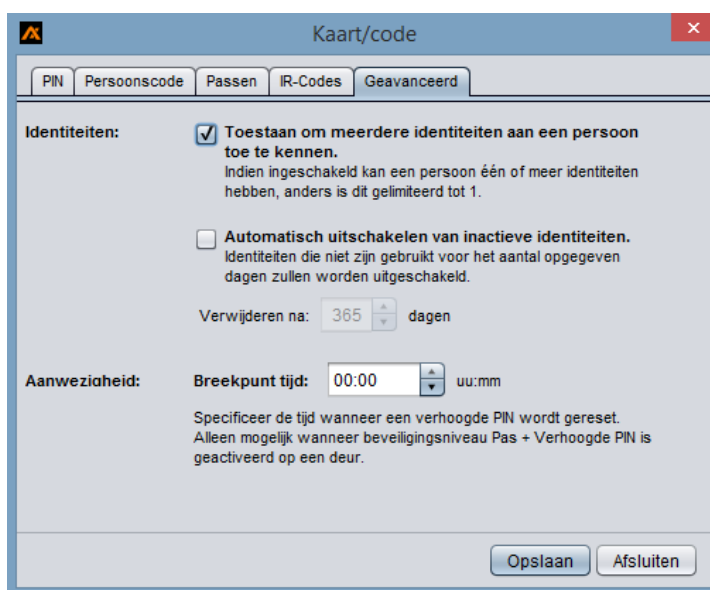 Kaart/code
PIN Persoonscode Passen IR-Codes Geavanceerd
Identiteiten: Toestaan om meerdere identiteiten aan een persoon
toe te kennen.
Indien ingeschakeld kan een persoon één of meer identiteiten
hebben, anders is dit gelimiteerd tot 1.
Automatisch uitschakelen van inactieve identiteiten.
Identiteiten die niet zijn gebruikt voor het aantal opgegeven
dagen zullen worden uitgeschakeld.
Verwijderen na: 365 dagen
Aanwezigheid: Breekpunt tijd: 00:00 uu:mm
Specificeer de tijd wanneer een verhoogde PIN wordt gereset.
Alleen mogelijk wanneer beveiligingsniveau Pas + Verhoogde PIN is
geactiveerd op een deur.
Opslaan Afsluiten